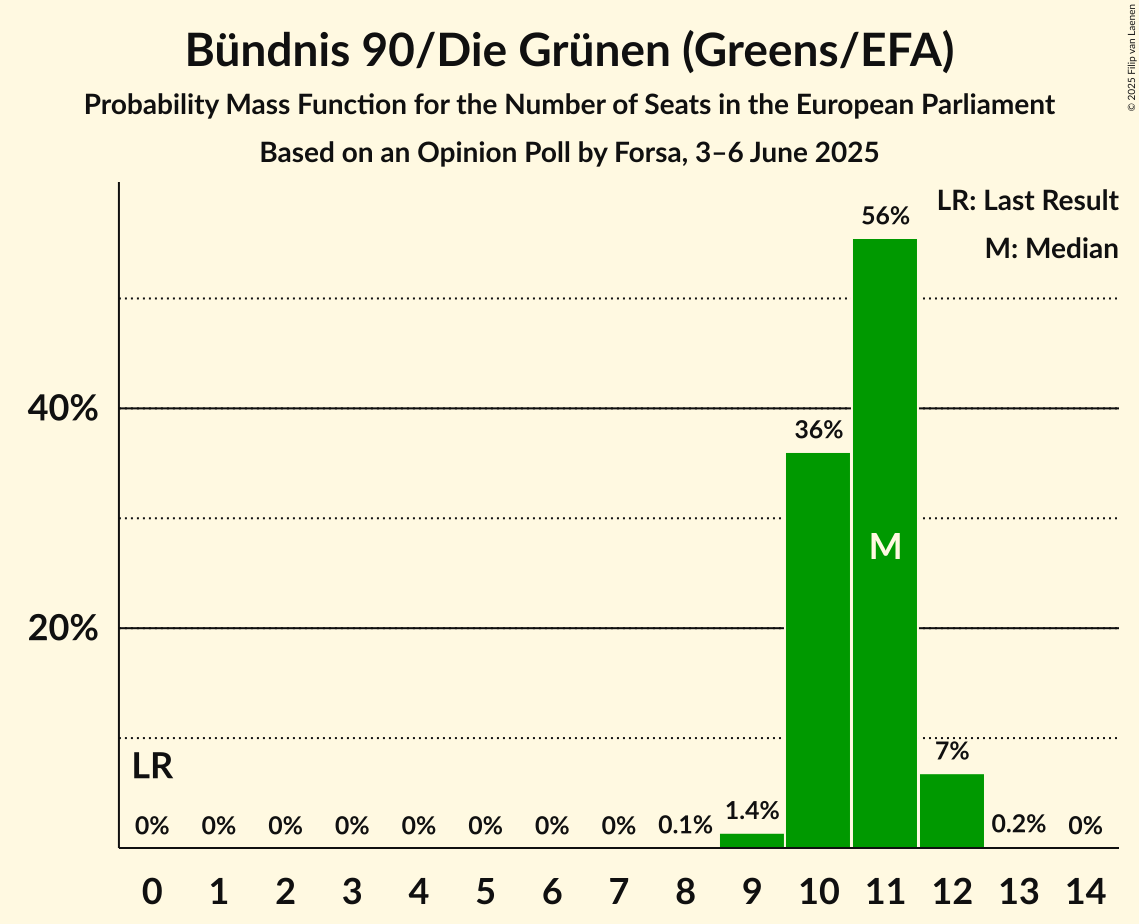 Bündnis 90/Die Grünen (Greens/EFA)
Probability Mass Function for the Number of Seats in the European Parliament
Based on an Opinion Poll by Forsa, 3–6 June 2025
© 2025 Filip van Laenen
LR: Last Result
M: Median
56%
40%
36%
M
20%
LR
7%
0% 0% 0% 0% 0% 0% 0% 0% 0.1% 1.4% 0.2% 0%
0 1 2 3 4 5 6 7 8 9 10 11 12 13 14